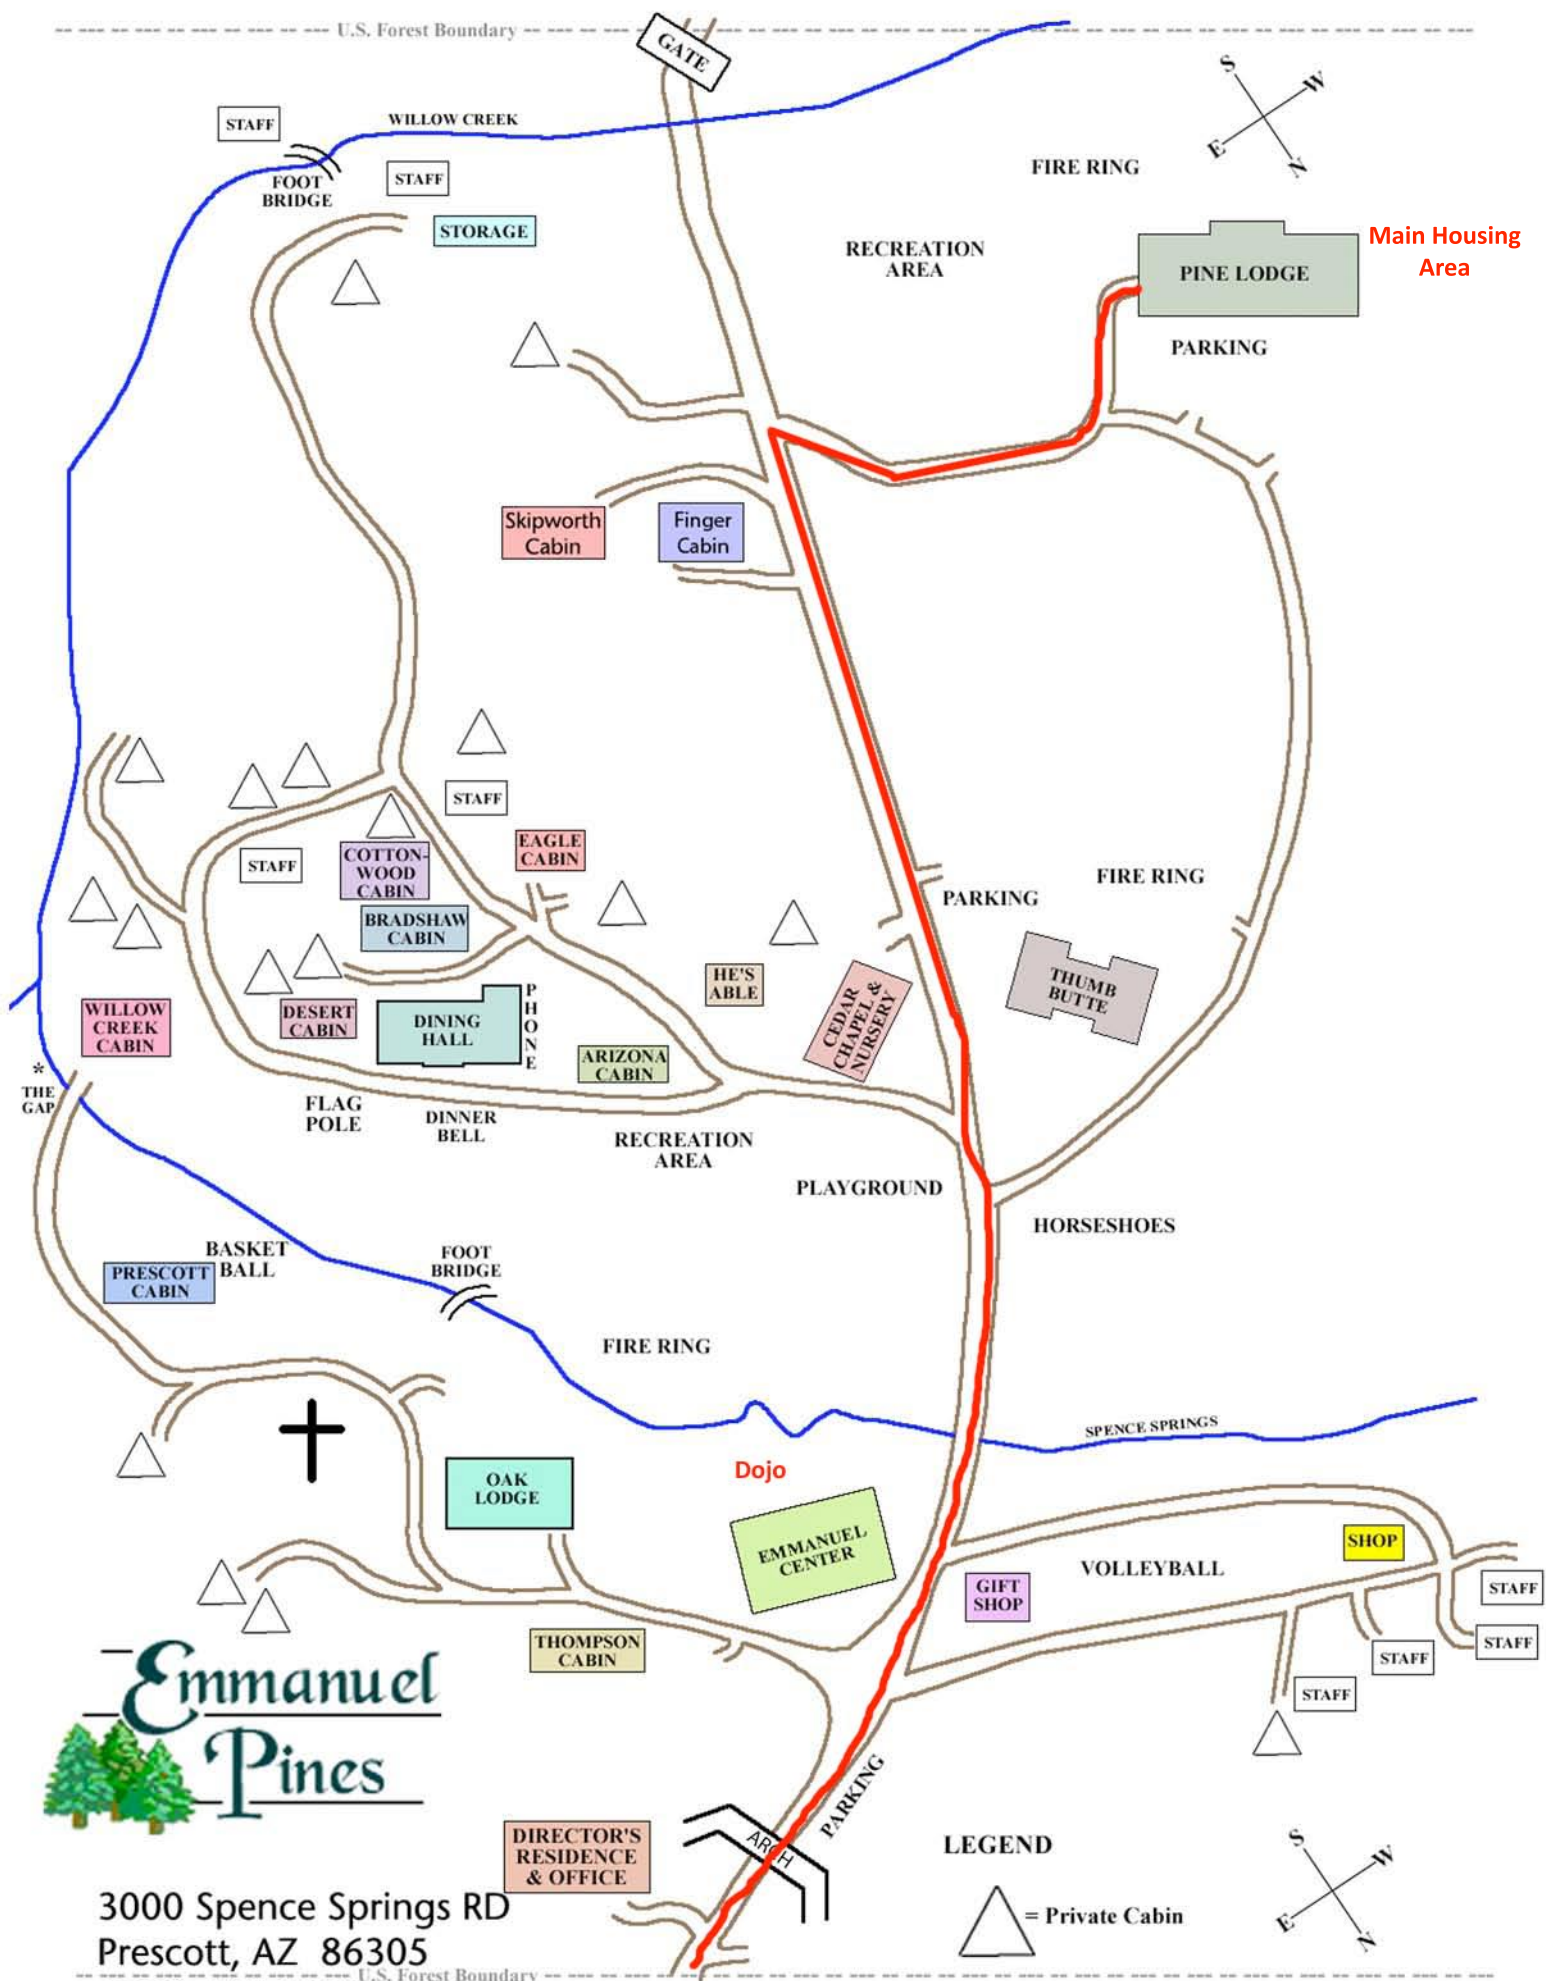 U.S. Forest Boundary
GATE
S
W
E
N
STAFF
WILLOW CREEK
FOOT
BRIDGE
STAFF
STORAGE
FIRE RING
RECREATION
AREA
Main Housing
Area
PINE LODGE
PARKING
Skipworth
Cabin
Finger
Cabin
STAFF
STAFF
COTTON-
WOOD
CABIN
EAGLE
CABIN
BRADSHAW
CABIN
PARKING
FIRE RING
HE'S
ABLE
CEDAR
CHAPEL &
NURSERY
THUMB
BUTTE
WILLOW
CREEK
CABIN
DESERT
CABIN
DINING
HALL
PHONE
ARIZONA
CABIN
*
THE
GAP
FLAG
POLE
DINNER
BELL
RECREATION
AREA
PLAYGROUND
HORSESHOES
BASKET
BALL
PRESCOTT
CABIN
FOOT
BRIDGE
FIRE RING
SPENCE SPRINGS
Dojo
OAK
LODGE
EMMANUEL
CENTER
SHOP
VOLLEYBALL
GIFT
SHOP
STAFF
STAFF
STAFF
STAFF
THOMPSON
CABIN
Emmanuel
Pines
PARKING
ARCH
DIRECTOR'S
RESIDENCE
& OFFICE
LEGEND
= Private Cabin
S
W
E
N
3000 Spence Springs RD
Prescott, AZ 86305
U.S. Forest Boundary